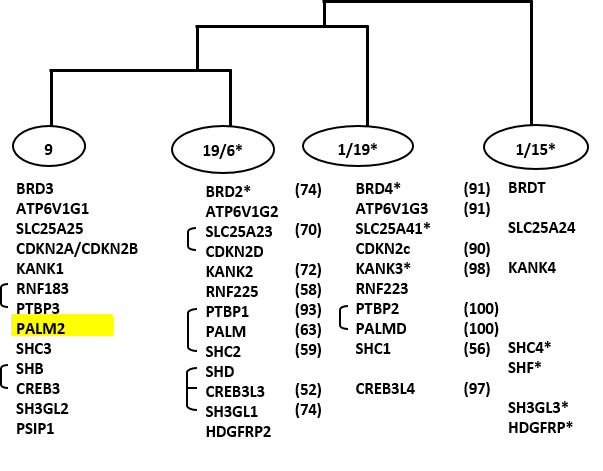 9 19/6* 1/19* 1/15*
BRD3 BRD2* (74) BRD4* (91) BRDT
ATP6V1G1 ATP6V1G2 ATP6V1G3 (91)
SLC25A25 SLC25A23 (70) SLC25A41* SLC25A24
CDKN2A/CDKN2B CDKN2D CDKN2c (90)
KANK1 KANK2 (72) KANK3* (98) KANK4
RNF183 RNF225 (58) RNF223
PTBP3 PTBP1 (93) PTBP2 (100)
PALM2 PALM (63) PALMD (100)
SHC3 SHC2 (59) SHC1 (56) SHC4*
SHB SHD SHF*
CREB3 CREB3L3 (52) CREB3L4 (97)
SH3GL2 SH3GL1 (74) SH3GL3*
PSIP1 HDGFRP2 HDGFRP*